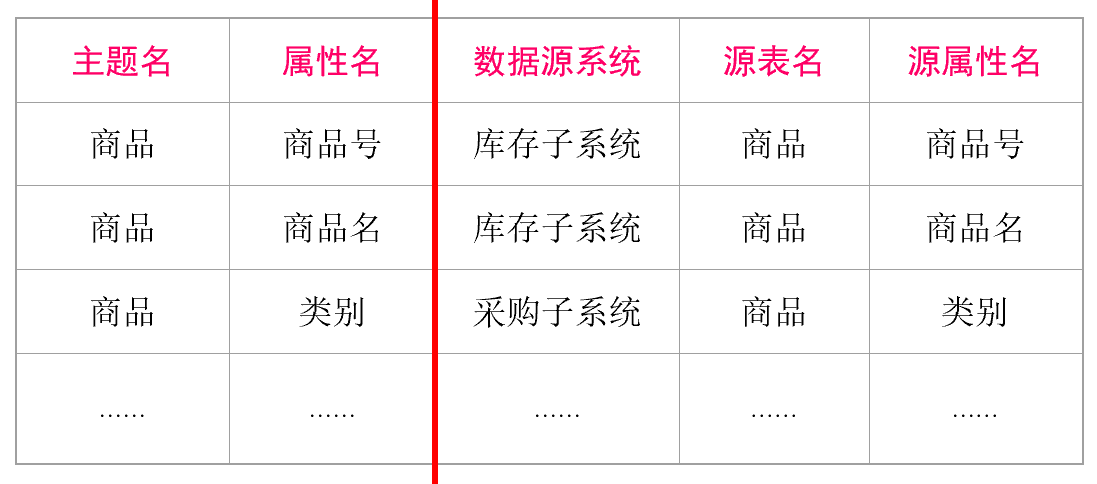 主题名 属性名 数据源系统 源表名 源属性名
商品 商品号 库存子系统 商品 商品号
商品 商品名 库存子系统 商品 商品名
商品 类别 采购子系统 商品 类别
…… …… …… …… ……